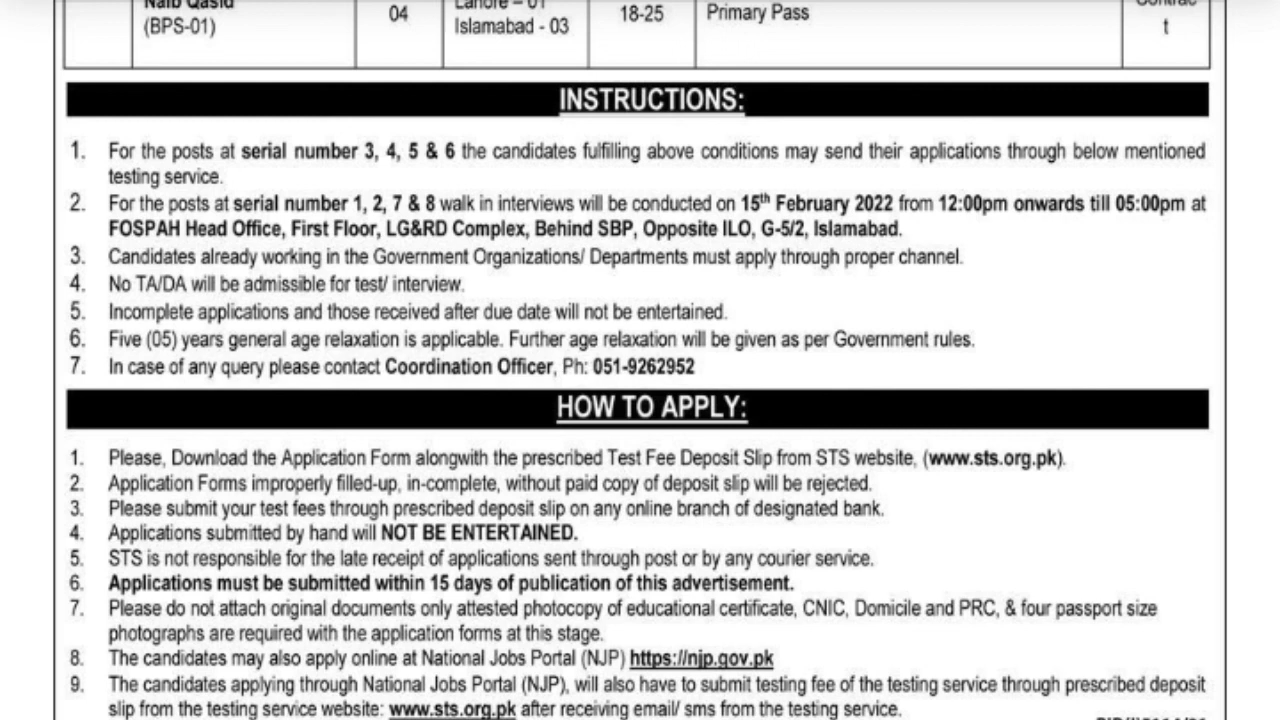 Naib Qasid
(BPS-01)
04
Lahore – 01
Islamabad - 03
18-25
Primary Pass
Contrac
t
INSTRUCTIONS:
1. For the posts at serial number 3, 4, 5 & 6 the candidates fulfilling above conditions may send their applications through below mentioned
testing service.
2. For the posts at serial number 1, 2, 7 & 8 walk in interviews will be conducted on 15th February 2022 from 12:00pm onwards till 05:00pm at
FOSPAH Head Office, First Floor, LG&RD Complex, Behind SBP, Opposite ILO, G-5/2, Islamabad.
3. Candidates already working in the Government Organizations/ Departments must apply through proper channel.
4. No TA/DA will be admissible for test/ interview.
5. Incomplete applications and those received after due date will not be entertained.
6. Five (05) years general age relaxation is applicable. Further age relaxation will be given as per Government rules.
7. In case of any query please contact Coordination Officer, Ph: 051-9262952
HOW TO APPLY:
1. Please, Download the Application Form alongwith the prescribed Test Fee Deposit Slip from STS website, (www.sts.org.pk).
2. Application Forms improperly filled-up, in-complete, without paid copy of deposit slip will be rejected.
3. Please submit your test fees through prescribed deposit slip on any online branch of designated bank.
4. Applications submitted by hand will NOT BE ENTERTAINED.
5. STS is not responsible for the late receipt of applications sent through post or by any courier service.
6. Applications must be submitted within 15 days of publication of this advertisement.
7. Please do not attach original documents only attested photocopy of educational certificate, CNIC, Domicile and PRC, & four passport size
photographs are required with the application forms at this stage.
8. The candidates may also apply online at National Jobs Portal (NJP) https://njp.gov.pk
9. The candidates applying through National Jobs Portal (NJP), will also have to submit testing fee of the testing service through prescribed deposit
slip from the testing service website: www.sts.org.pk after receiving email/ sms from the testing service.